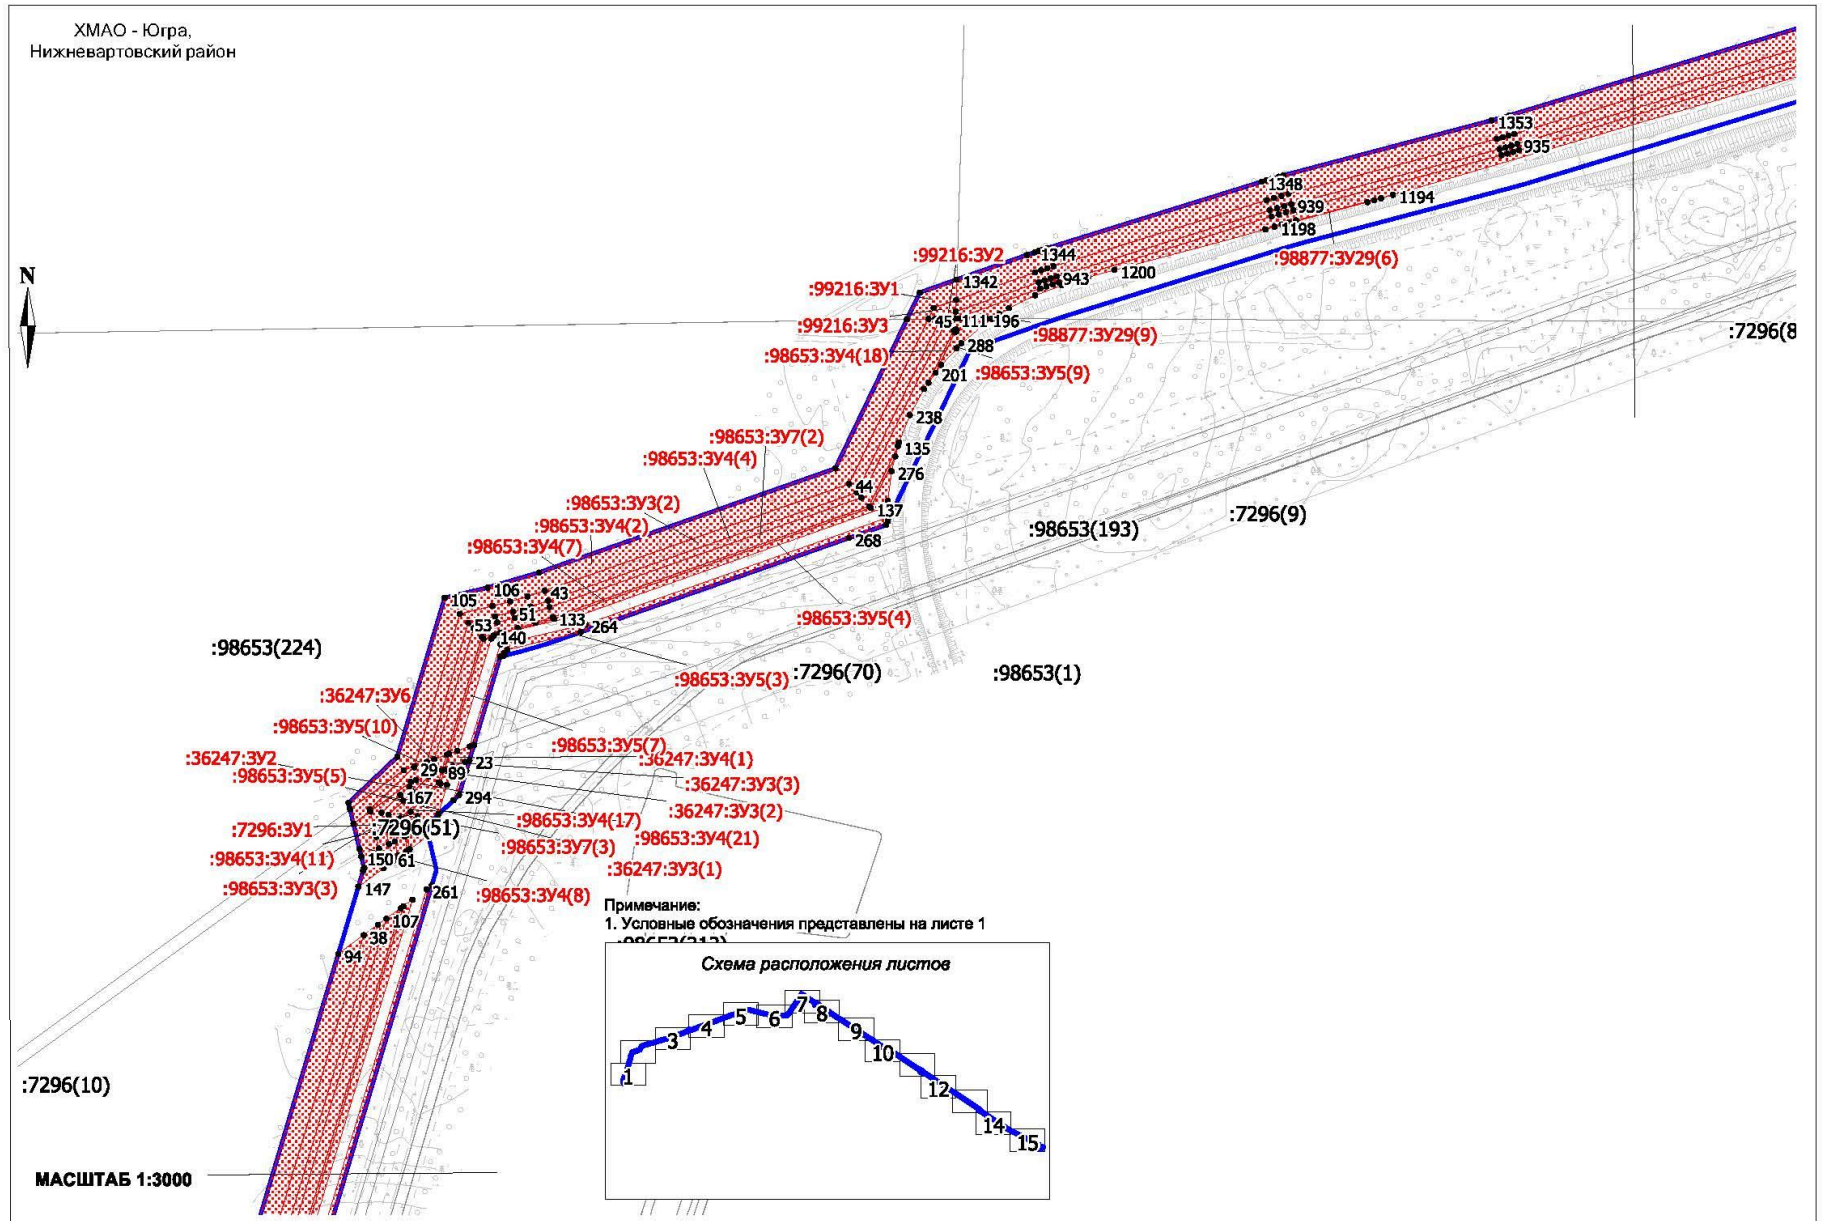 ХМАО - Югра,
Нижневартовский район
N
1353
935
1348
939
1194
1198
:98877:ЗУ29(6)
:99216:ЗУ2
1344
1342
943
1200
:99216:ЗУ1
:99216:ЗУ3
45
111
196
:98877:ЗУ29(9)
:7296(8
:98653:ЗУ4(18)
288
201
:98653:ЗУ5(9)
238
:98653:ЗУ7(2)
135
:98653:ЗУ4(4)
276
44
:98653:ЗУ3(2)
137
:98653:ЗУ4(2)
:98653:ЗУ4(7)
268
:98653(193)
:7296(9)
105
106
43
51
133
53
140
264
:98653:ЗУ5(4)
:98653(224)
:98653:ЗУ5(3)
:7296(70)
:98653(1)
:36247:ЗУ6
:98653:ЗУ5(10)
:98653:ЗУ5(7)
:36247:ЗУ2
:36247:ЗУ4(1)
:98653:ЗУ5(5)
29
89
23
:36247:ЗУ3(3)
167
294
:36247:ЗУ3(2)
:98653:ЗУ4(17)
:7296:ЗУ1
:7296(51)
:98653:ЗУ4(21)
:98653:ЗУ7(3)
:98653:ЗУ4(11)
150
61
:36247:ЗУ3(1)
:98653:ЗУ3(3)
147
261
:98653:ЗУ4(8)
107
38
94
Примечание:
1. Условные обозначения представлены на листе 1
Схема расположения листов
1
3
4
5
6
7
8
9
10
12
14
15
:7296(10)
МАСШТАБ 1:3000